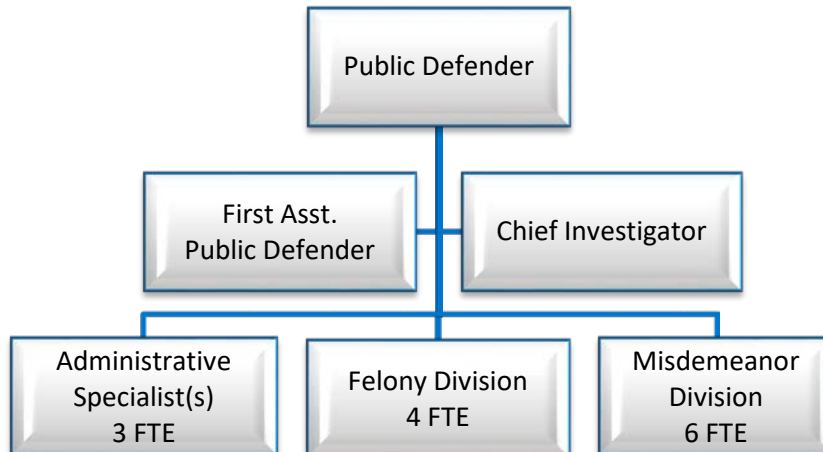 Public Defender
First Asst.
Public Defender
Chief Investigator
Administrative
Specialist(s)
3 FTE
Felony Division
4 FTE
Misdemeanor
Division
6 FTE